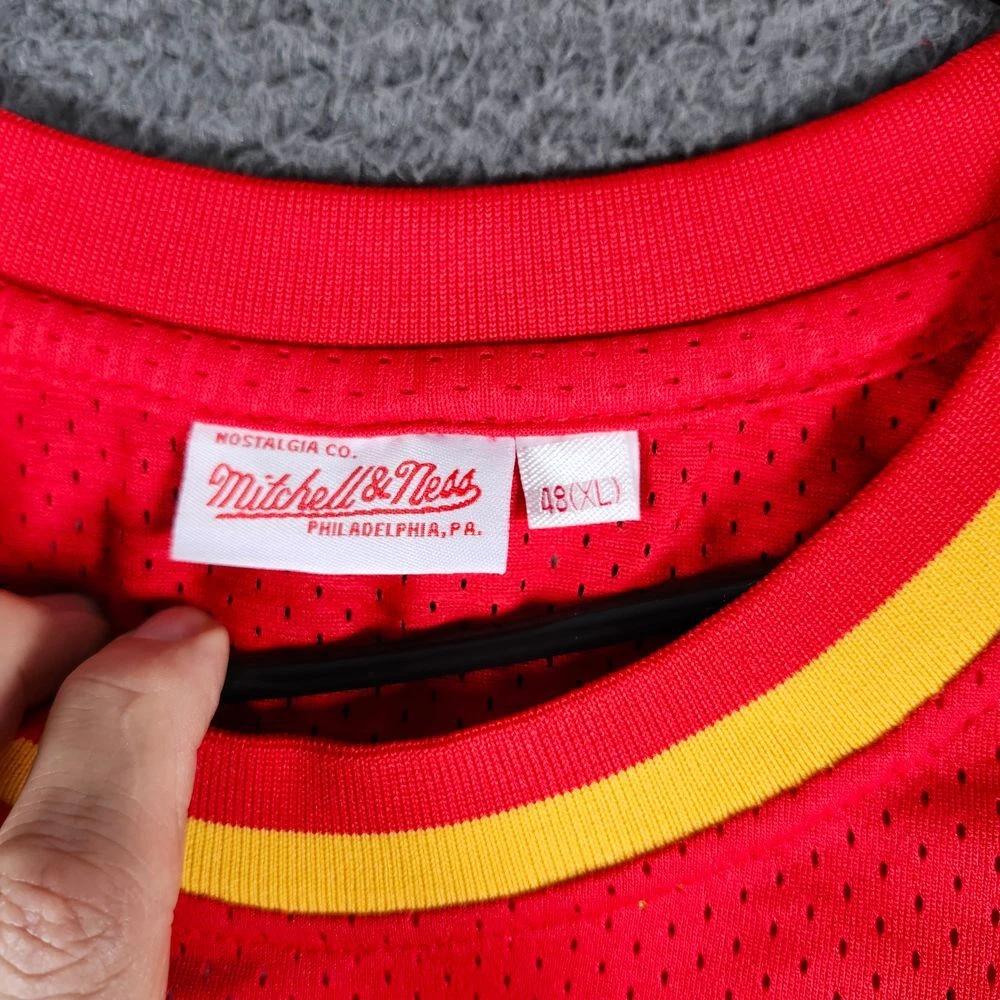 NOSTALGIA CO.
Mitchell & Ness
PHILADELPHIA, PA.
48(XL)